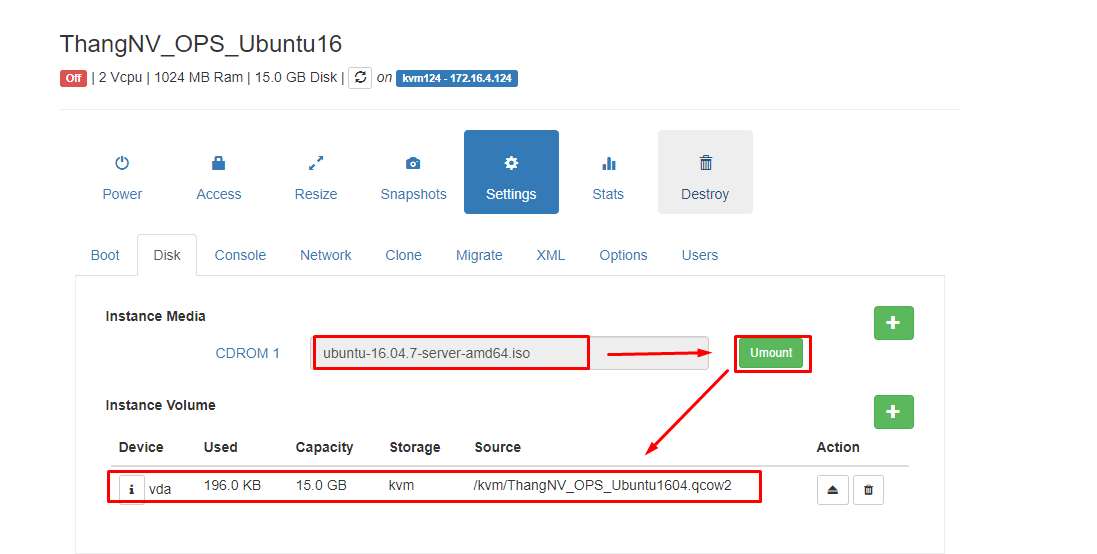 ThangNV_OPS_Ubuntu16
Off | 2 Vcpu | 1024 MB Ram | 15.0 GB Disk | on kvm124 - 172.16.4.124
Power Access Resize Snapshots Settings Stats Destroy
Boot Disk Console Network Clone Migrate XML Options Users
Instance Media
CDROM 1 ubuntu-16.04.7-server-amd64.iso Umount
Instance Volume
Device Used Capacity Storage Source Action
i vda 196.0 KB 15.0 GB kvm /kvm/ThangNV_OPS_Ubuntu1604.qcow2